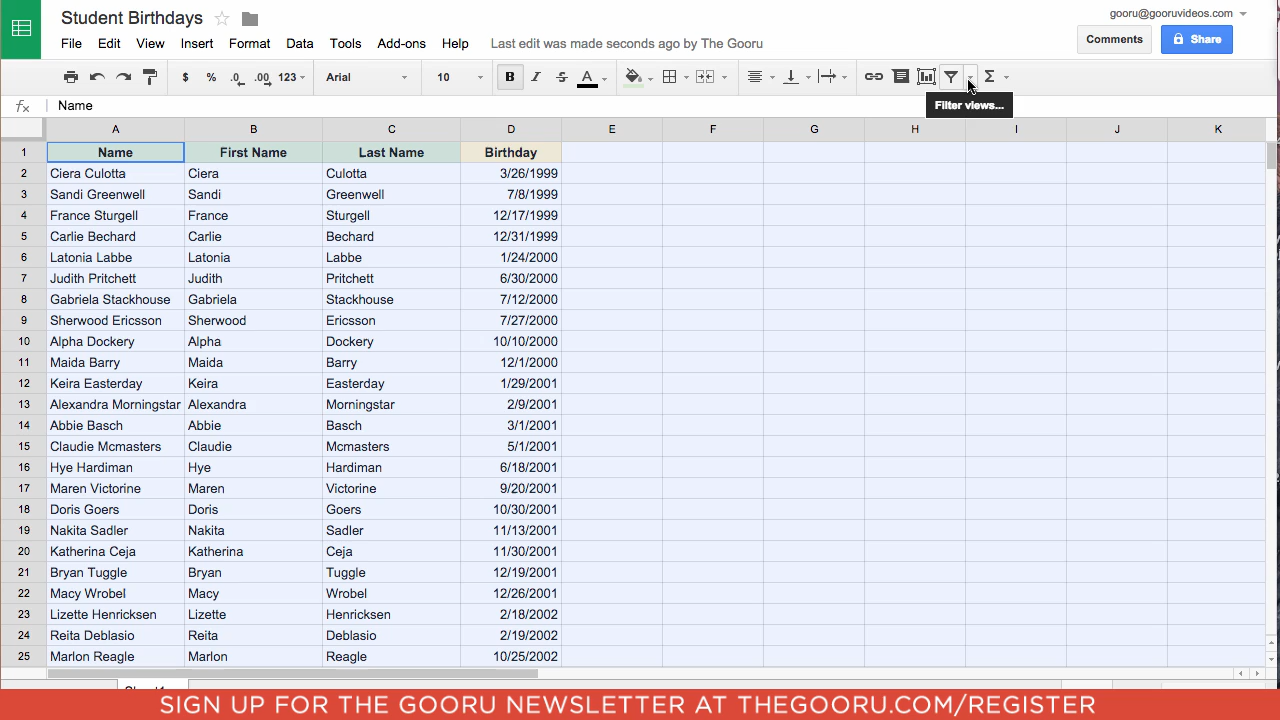 Student Birthdays
gooru@gooruvideos.com
File Edit View Insert Format Data Tools Add-ons Help Last edit was made seconds ago by The Gooru
Comments Share
$ % .0 .00 123 Arial 10 B I S A Σ
fx Name
Filter views...
A B C D E F G H I J K
1 Name First Name Last Name Birthday
2 Ciera Culotta Ciera Culotta 3/26/1999
3 Sandi Greenwell Sandi Greenwell 7/8/1999
4 France Sturgell France Sturgell 12/17/1999
5 Carlie Bechard Carlie Bechard 12/31/1999
6 Latonia Labbe Latonia Labbe 1/24/2000
7 Judith Pritchett Judith Pritchett 6/30/2000
8 Gabriela Stackhouse Gabriela Stackhouse 7/12/2000
9 Sherwood Ericsson Sherwood Ericsson 7/27/2000
10 Alpha Dockery Alpha Dockery 10/10/2000
11 Maida Barry Maida Barry 12/1/2000
12 Keira Easterday Keira Easterday 1/29/2001
13 Alexandra Morningstar Alexandra Morningstar 2/9/2001
14 Abbie Basch Abbie Basch 3/1/2001
15 Claudie Mcmasters Claudie Mcmasters 5/1/2001
16 Hye Hardiman Hye Hardiman 6/18/2001
17 Maren Victorine Maren Victorine 9/20/2001
18 Doris Goers Doris Goers 10/30/2001
19 Nakita Sadler Nakita Sadler 11/13/2001
20 Katherina Ceja Katherina Ceja 11/30/2001
21 Bryan Tuggle Bryan Tuggle 12/19/2001
22 Macy Wrobel Macy Wrobel 12/26/2001
23 Lizette Henricksen Lizette Henricksen 2/18/2002
24 Reita Deblasio Reita Deblasio 2/19/2002
25 Marlon Reagle Marlon Reagle 10/25/2002
SIGN UP FOR THE GOORU NEWSLETTER AT THEGOORU.COM/REGISTER